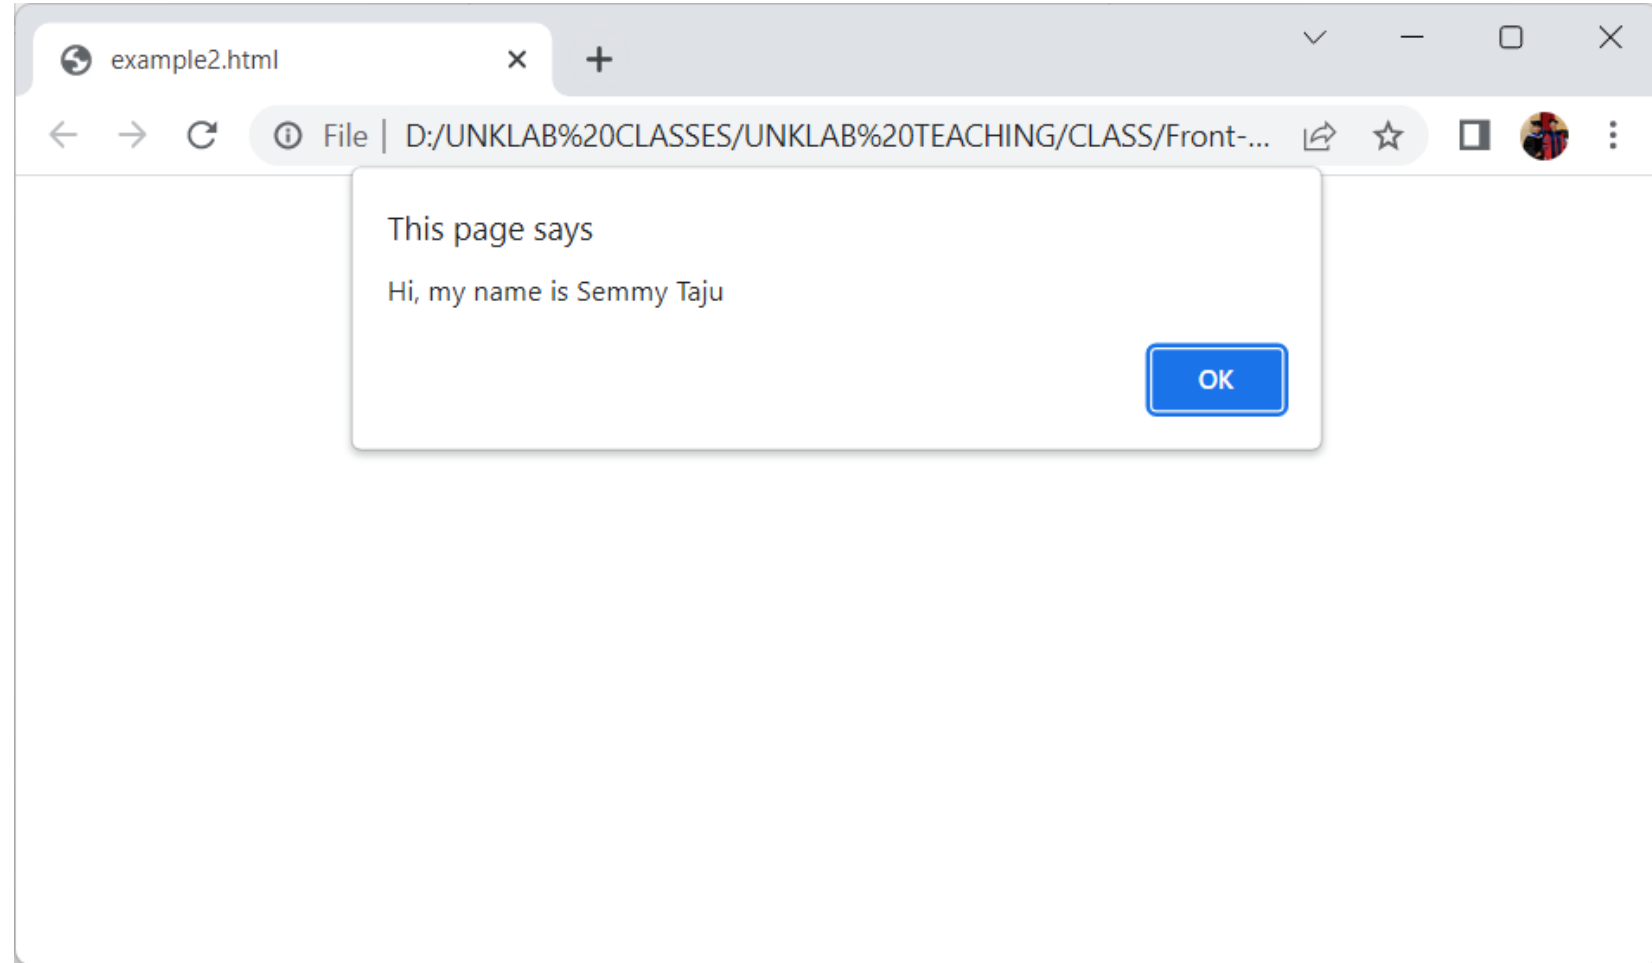 example2.html
File | D:/UNKLAB%20CLASSES/UNKLAB%20TEACHING/CLASS/Front-...
This page says
Hi, my name is Semmy Taju
OK